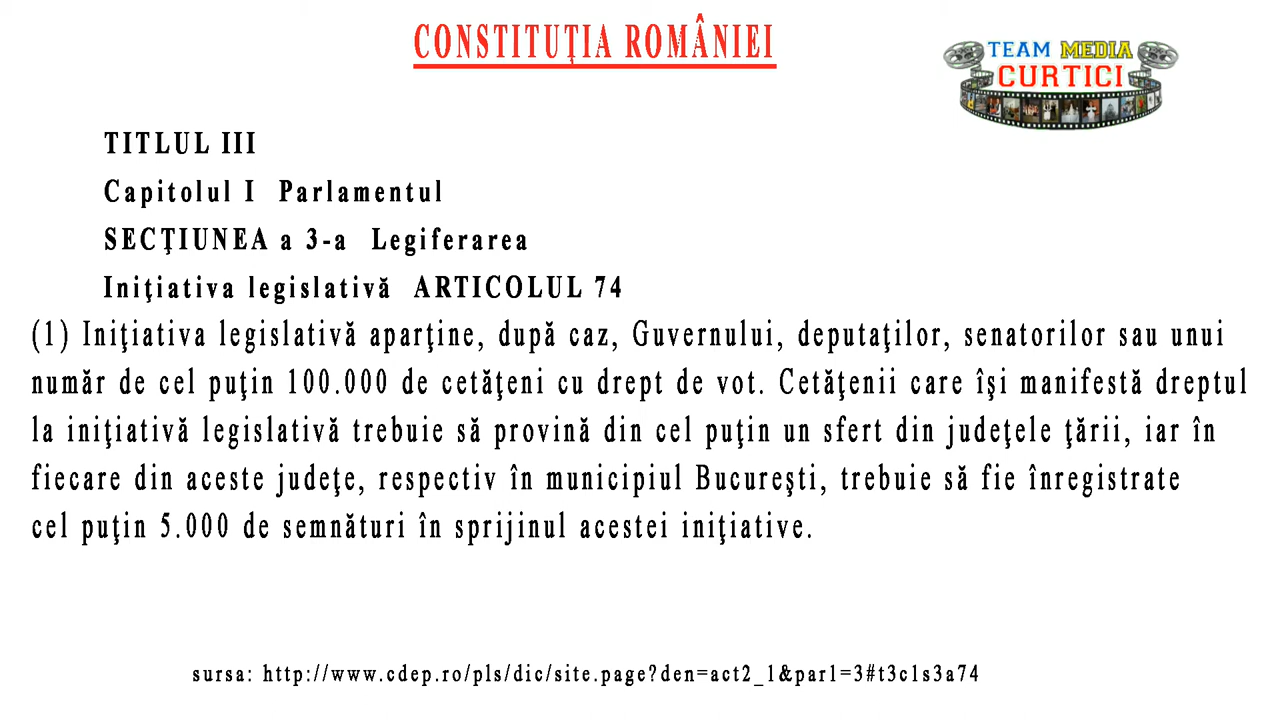 CONSTITUŢIA ROMÂNIEI
TEAM MEDIA
CURTICI
TITLUL III
Capitolul I Parlamentul
SECŢIUNEA a 3-a Legiferarea
Iniţiativa legislativă ARTICOLUL 74
(1) Iniţiativa legislativă aparţine, după caz, Guvernului, deputaţilor, senatorilor sau unui
număr de cel puţin 100.000 de cetăţeni cu drept de vot. Cetăţenii care îşi manifestă dreptul
la iniţiativă legislativă trebuie să provină din cel puţin un sfert din judeţele ţării, iar în
fiecare din aceste judeţe, respectiv în municipiul Bucureşti, trebuie să fie înregistrate
cel puţin 5.000 de semnături în sprijinul acestei iniţiative.
sursa: http://www.cdep.ro/pls/dic/site.page?den=act2_1&par1=3#t3c1s3a74